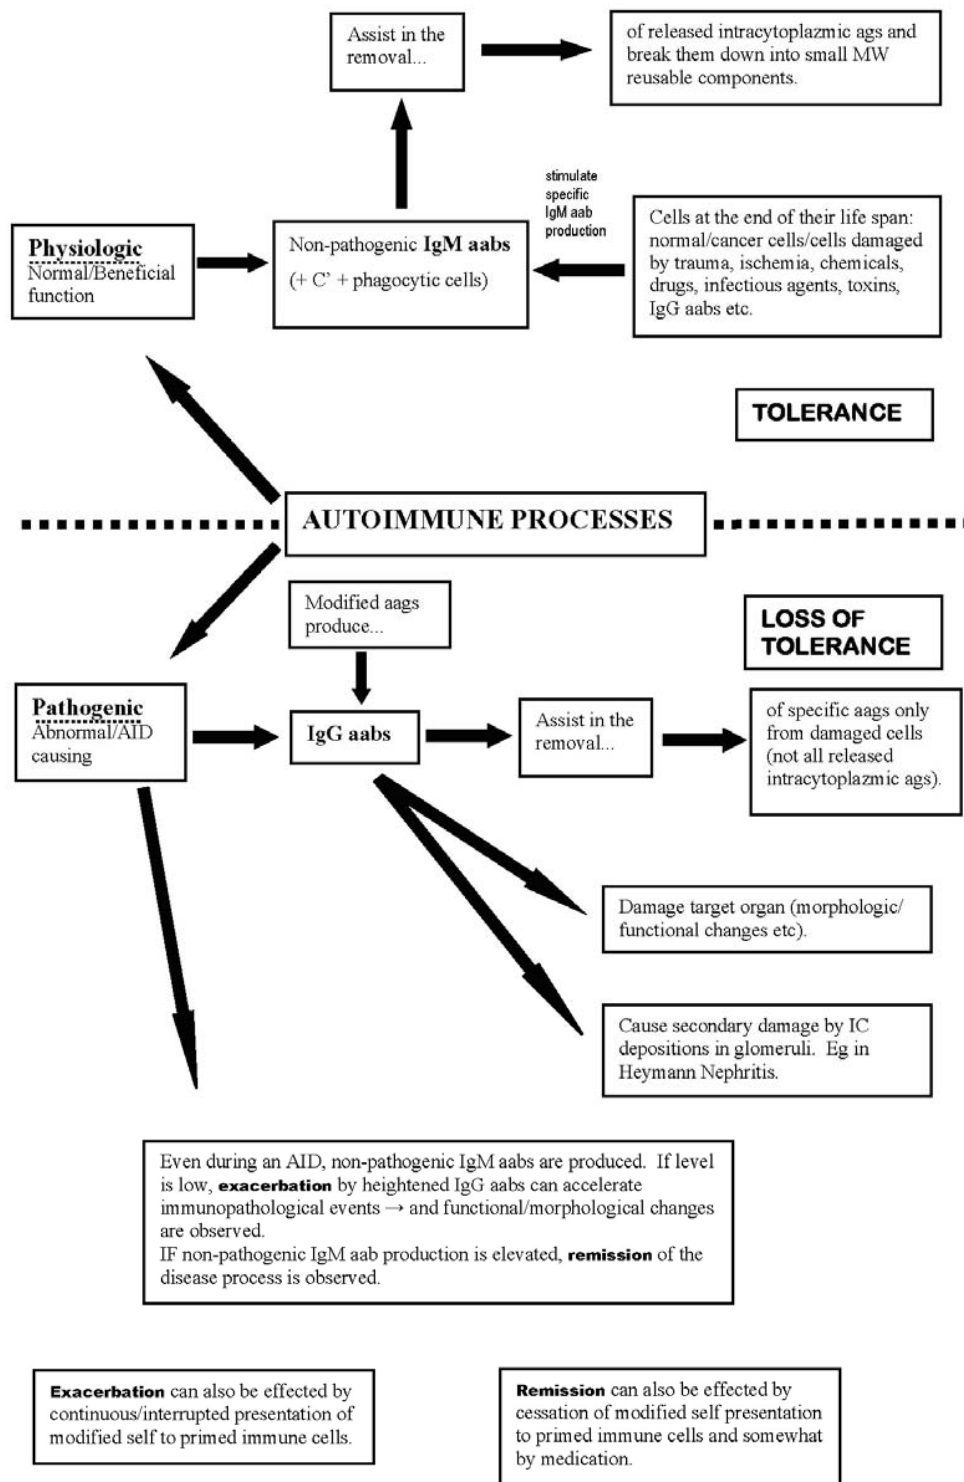 Assist in the
removal...
of released intracytoplazmic ags and
break them down into small MW
reusable components.
stimulate
specific
IgM aab
production
Physiologic
Normal/Beneficial
function
Non-pathogenic IgM aabs
(+ C' + phagocytic cells)
Cells at the end of their life span:
normal/cancer cells/cells damaged
by trauma, ischemia, chemicals,
drugs, infectious agents, toxins,
IgG aabs etc.
TOLERANCE
AUTOIMMUNE PROCESSES
Modified aags
produce...
LOSS OF
TOLERANCE
Pathogenic
Abnormal/AID
causing
IgG aabs
Assist in the
removal...
of specific aags only
from damaged cells
(not all released
intracytoplazmic ags).
Damage target organ (morphologic/
functional changes etc).
Cause secondary damage by IC
depositions in glomeruli. Eg in
Heymann Nephritis.
Even during an AID, non-pathogenic IgM aabs are produced. If level
is low, exacerbation by heightened IgG aabs can accelerate
immunopathological events → and functional/morphological changes
are observed.
IF non-pathogenic IgM aab production is elevated, remission of the
disease process is observed.
Exacerbation can also be effected by
continuous/interrupted presentation of
modified self to primed immune cells.
Remission can also be effected by
cessation of modified self presentation
to primed immune cells and somewhat
by medication.